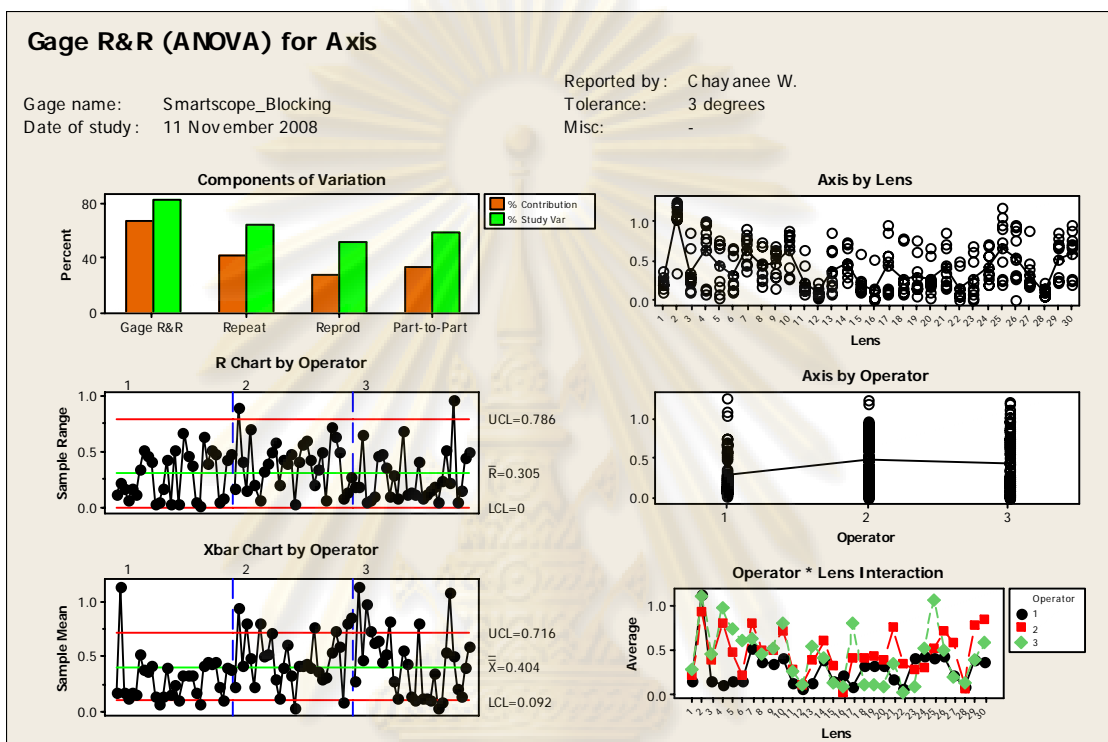 Gage R&R (ANOVA) for Axis
Reported by: Chayanee W.
Gage name: Smartscope_Blocking
Tolerance: 3 degrees
Date of study: 11 November 2008
Misc: -
Components of Variation
Percent
80
40
0
Gage R&R Repeat Reprod Part-to-Part
% Contribution
% Study Var
Axis by Lens
1.0
0.5
0.0
1 2 3 4 5 6 7 8 9 10 11 12 13 14 15 16 17 18 19 20 21 22 23 24 25 26 27 28 29 30
Lens
R Chart by Operator
1 2 3
Sample Range
1.0
0.5
0.0
UCL=0.786
R=0.305
LCL=0
Axis by Operator
1.0
0.5
0.0
1 2 3
Operator
Xbar Chart by Operator
1 2 3
Sample Mean
1.0
0.5
0.0
UCL=0.716
X=0.404
LCL=0.092
Operator * Lens Interaction
Average
1.0
0.5
0.0
1 2 3 4 5 6 7 8 9 10 11 12 13 14 15 16 17 18 19 20 21 22 23 24 25 26 27 28 29 30
Lens
Operator
1
2
3